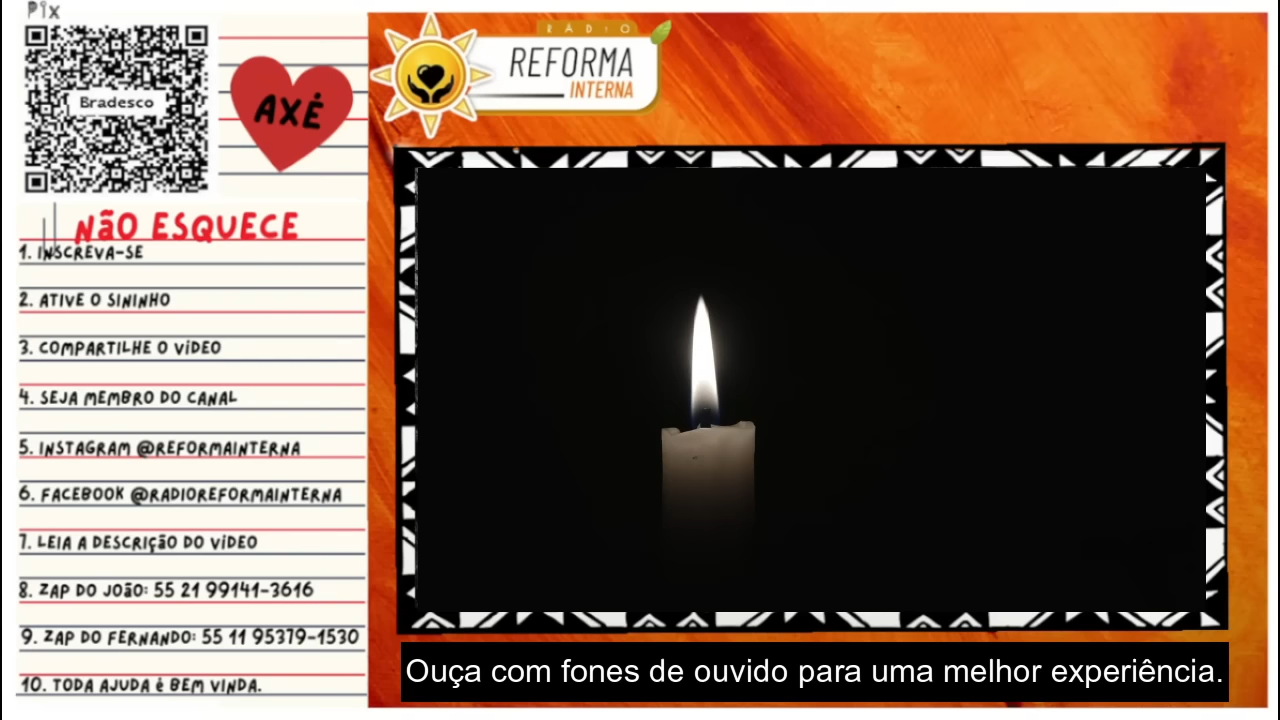 Pix
Bradesco
AXÉ
NÃO ESQUECE
1. INSCREVA-SE
2. ATIVE O SININHO
3. COMPARTILHE O VÍDEO
4. SEJA MEMBRO DO CANAL
5. INSTAGRAM @REFORMAINTERNA
6. FACEBOOK @RADIOREFORMAINTERNA
7. LEIA A DESCRIÇÃO DO VÍDEO
8. ZAP DO JOÃO: 55 21 99141-3616
9. ZAP DO FERNANDO: 55 11 95379-1530
10. TODA AJUDA É BEM VINDA.
RÁDIO
REFORMA
INTERNA
Ouça com fones de ouvido para uma melhor experiência.